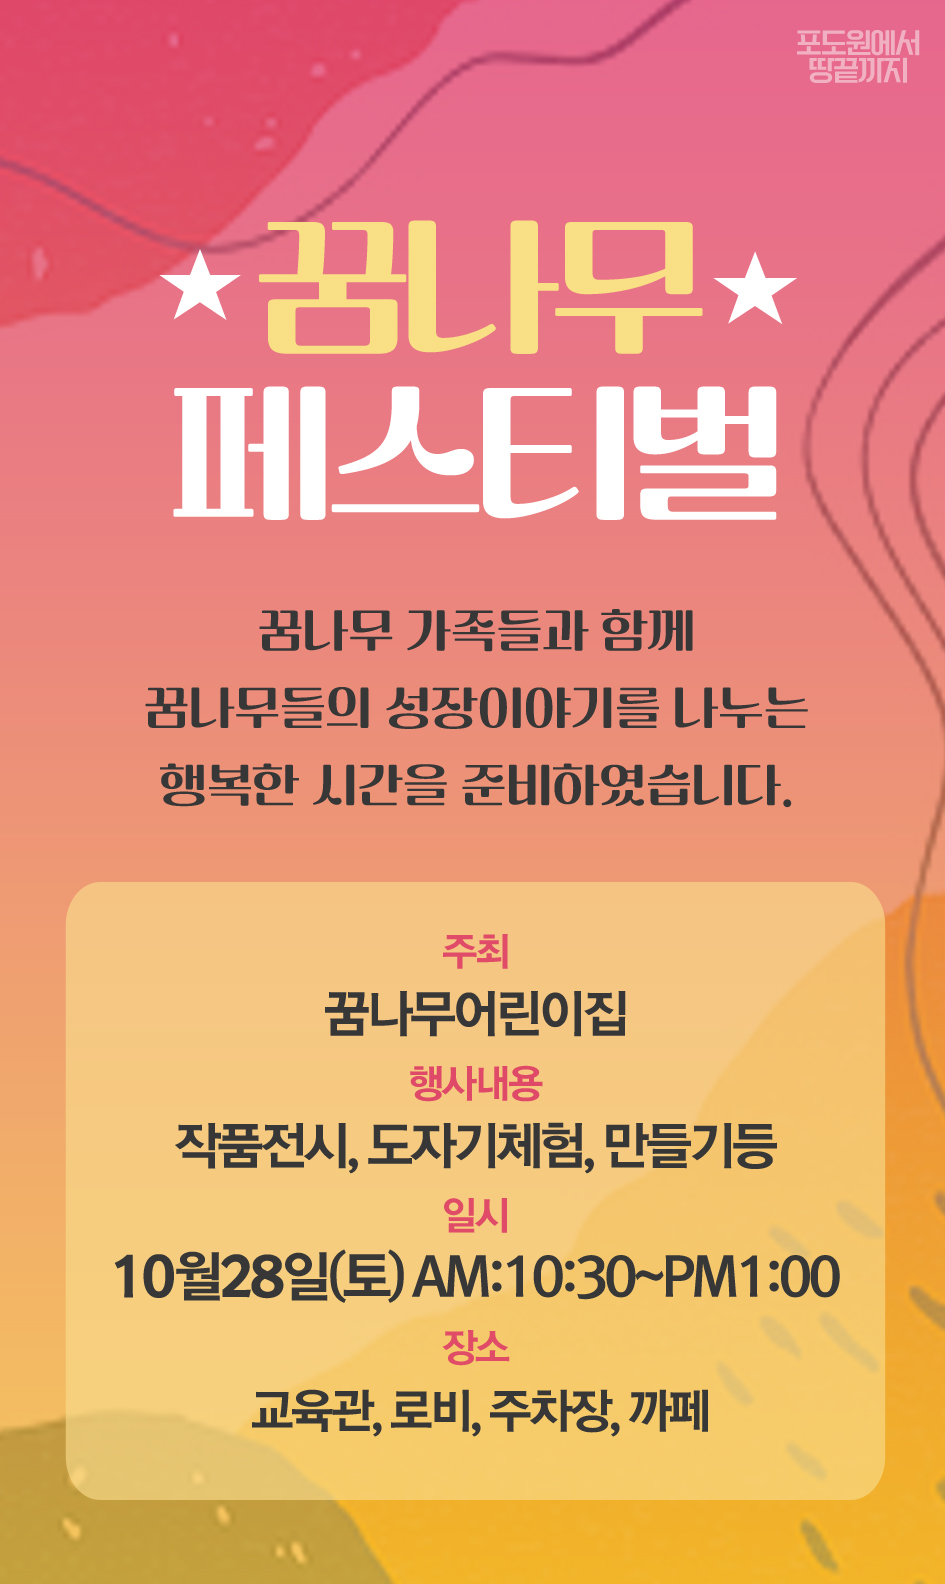 포도원에서
땅끝까지
꿈나무
페스티벌
꿈나무 가족들과 함께
꿈나무들의 성장이야기를 나누는
행복한 시간을 준비하였습니다.
주최
꿈나무어린이집
행사내용
작품전시, 도자기체험, 만들기등
일시
10월28일(토) AM:10:30~PM1:00
장소
교육관, 로비, 주차장, 까페